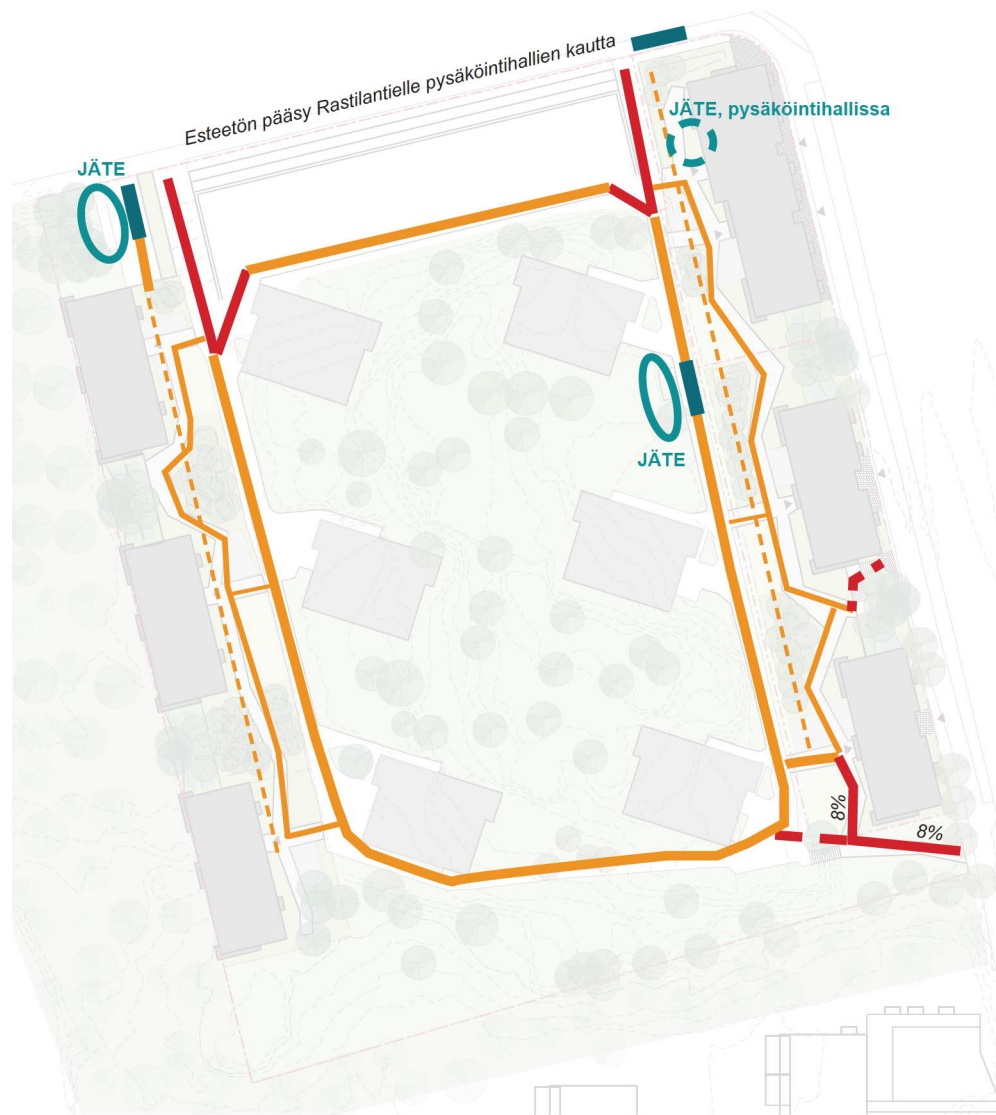 Esteetön pääsy Rastilantielle pysäköintihallien kautta
JÄTE, pysäköintihallissa
JÄTE
JÄTE
8%
8%